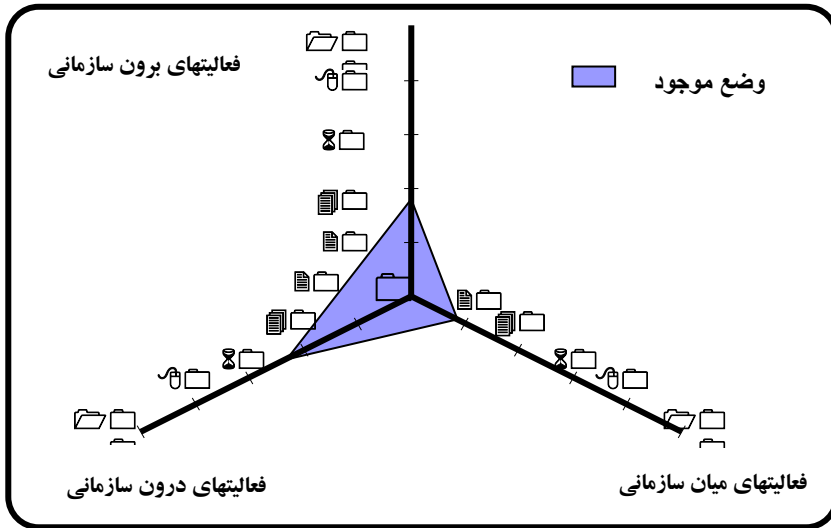 فعالیتهای برون سازمانی
وضع موجود
فعالیتهای میان سازمانی
فعالیتهای درون سازمانی